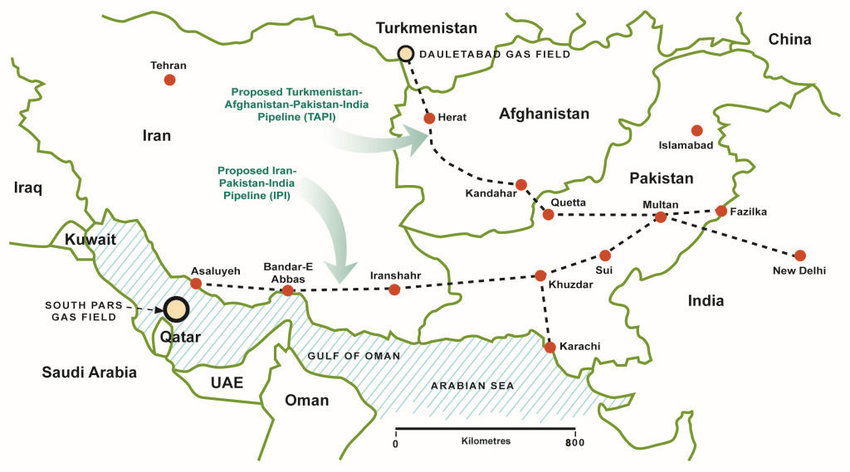 Turkmenistan
China
DAULETABAD GAS FIELD
Tehran
Proposed Turkmenistan-
Afghanistan-Pakistan-India
Pipeline (TAPI)
Herat
Afghanistan
Iran
Islamabad
Proposed Iran-
Pakistan-India
Pipeline (IPI)
Pakistan
Iraq
Kandahar
Quetta
Multan
Fazilka
Kuwait
Asaluyeh
Bandar-E
Abbas
Iranshahr
Khuzdar
Sui
New Delhi
India
SOUTH PARS
GAS FIELD
Qatar
Karachi
GULF OF OMAN
Saudi Arabia
UAE
ARABIAN SEA
Oman
0
Kilometres
800